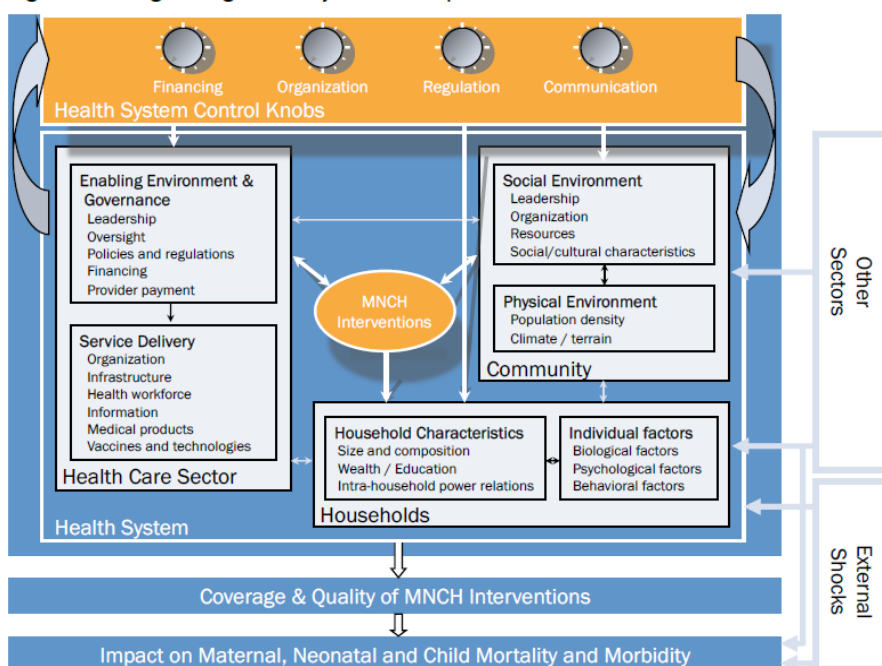 Financing
Organization
Regulation
Communication
Health System Control Knobs
Enabling Environment &
Governance
Leadership
Oversight
Policies and regulations
Financing
Provider payment
Service Delivery
Organization
Infrastructure
Health workforce
Information
Medical products
Vaccines and technologies
Health Care Sector
MNCH
Interventions
Social Environment
Leadership
Organization
Resources
Social/cultural characteristics
Physical Environment
Population density
Climate / terrain
Community
Household Characteristics
Size and composition
Wealth / Education
Intra-household power relations
Individual factors
Biological factors
Psychological factors
Behavioral factors
Households
Health System
Other
Sectors
External
Shocks
Coverage & Quality of MNCH Interventions
Impact on Maternal, Neonatal and Child Mortality and Morbidity